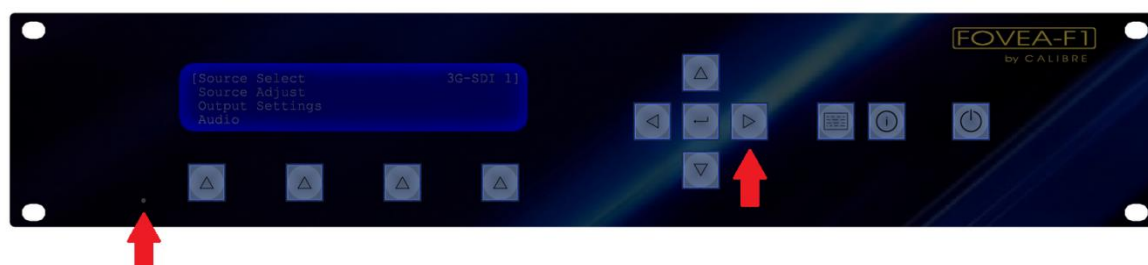 [Source Select 3G-SDI 1]
Source Adjust
Output Settings
Audio
FOVEA-F1
by CALIBRE